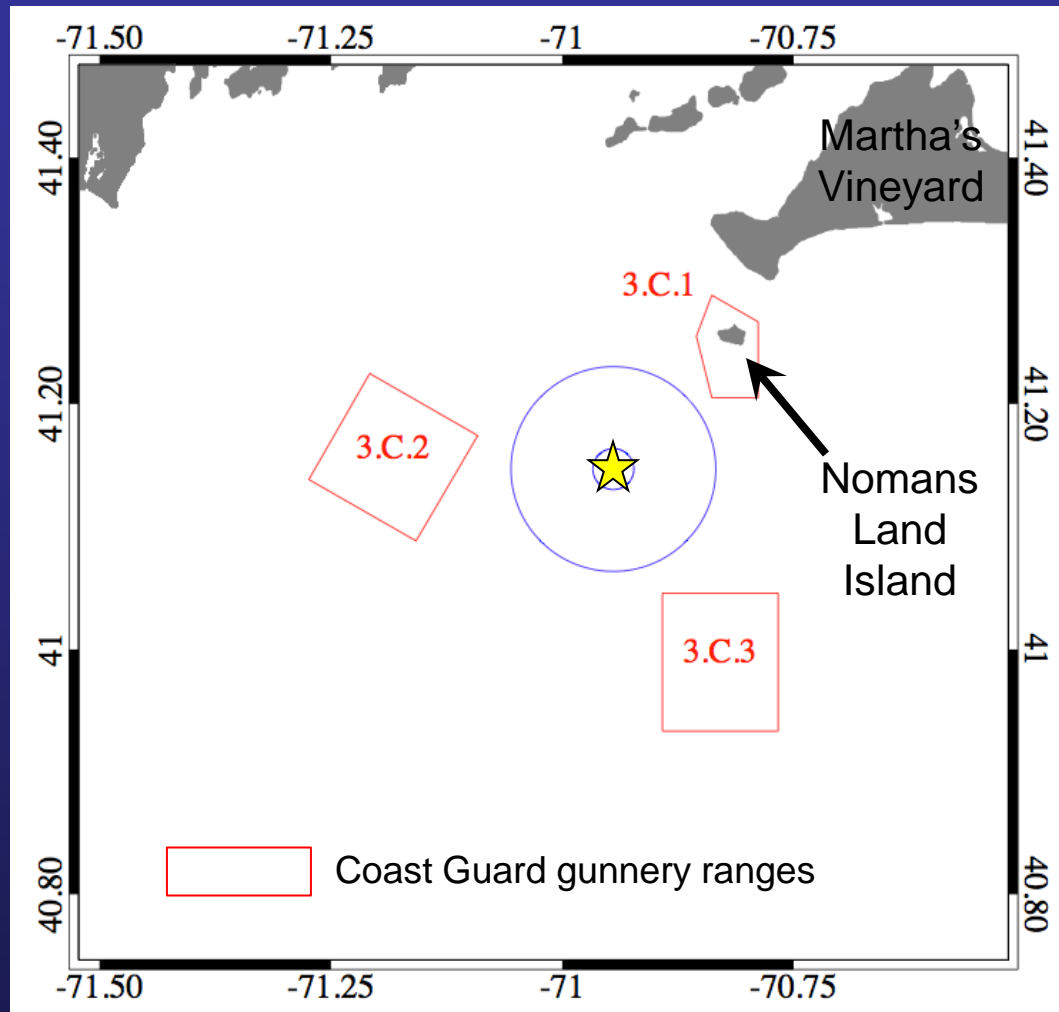 -71.50 -71.25 -71 -70.75
41.40
41.20
41
40.80
Martha's
Vineyard
3.C.1
3.C.2
Nomans
Land
Island
3.C.3
Coast Guard gunnery ranges
41.40
41.20
41
40.80
-71.50 -71.25 -71 -70.75